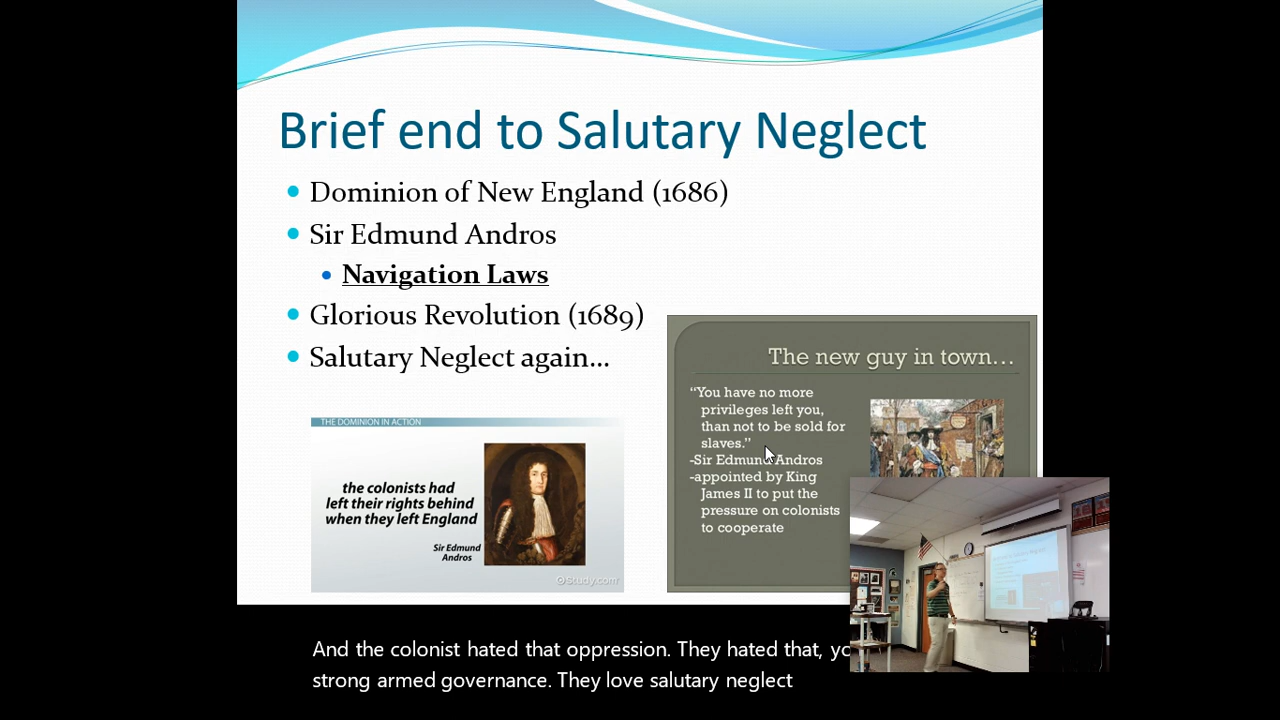 Brief end to Salutary Neglect
Dominion of New England (1686)
Sir Edmund Andros
Navigation Laws
Glorious Revolution (1689)
Salutary Neglect again...
THE DOMINION IN ACTION
the colonists had
left their rights behind
when they left England
Sir Edmund
Andros
Study.com
The new guy in town...
“You have no more
privileges left you,
than not to be sold for
slaves.”
-Sir Edmund Andros
-appointed by King
James II to put the
pressure on colonists
to cooperate
And the colonist hated that oppression. They hated that,
strong armed governance. They love salutary neglect